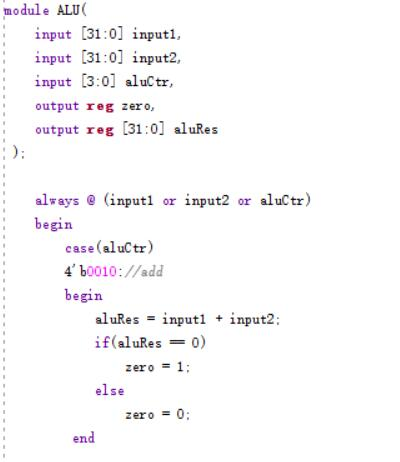 module ALU(
    input [31:0] input1,
    input [31:0] input2,
    input [3:0] aluCtr,
    output reg zero,
    output reg [31:0] aluRes
);
    always @ (input1 or input2 or aluCtr)
    begin
        case(aluCtr)
        4'b0010://add
        begin
            aluRes = input1 + input2;
            if(aluRes == 0)
                zero = 1;
            else
                zero = 0;
        end